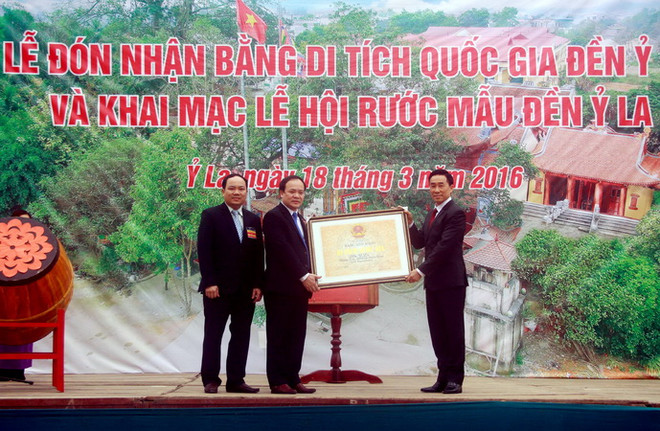 LỄ ĐÓN NHẬN BẰNG DI TÍCH QUỐC GIA ĐỀN Ỷ
VÀ KHAI MẠC LỄ HỘI RƯỚC MẪU ĐỀN Ỷ LA
Ỷ La, ngày 18 tháng 3 năm 2016